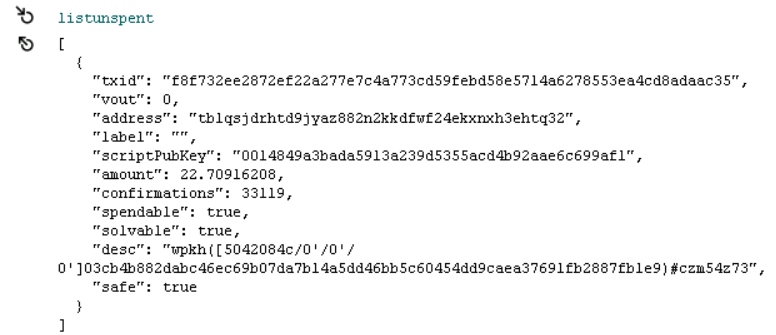 listunspent
[
  {
    "txid": "f8f732ee2872ef22a277e7c4a773cd59febd58e5714a6278553ea4cd8adaac35",
    "vout": 0,
    "address": "tb1qsjdrhtd9jyaz882n2kkdfwf24ekxnxh3ehtq32",
    "label": "",
    "scriptPubKey": "0014849a3bada5913a239d5355acd4b92aae6c699af1",
    "amount": 22.70916208,
    "confirmations": 33119,
    "spendable": true,
    "solvable": true,
    "desc": "wpkh([5042084c/0'/0'/
0']03cb4b882dabc46ec69b07da7b14a5dd46bb5c60454dd9caea37691fb2887fb1e9)#czm54z73",
    "safe": true
  }
]